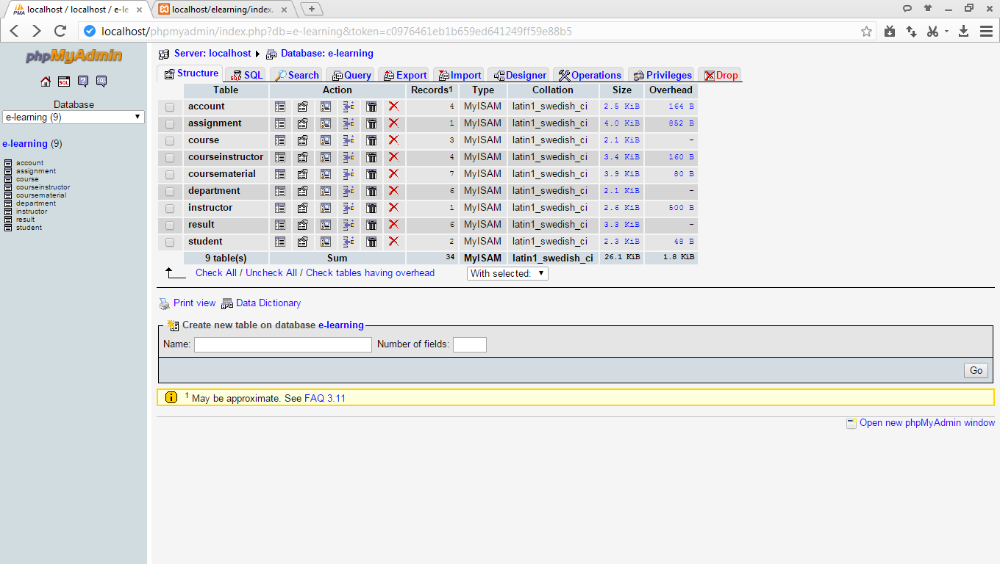 localhost / localhost / e-le
localhost/elearning/index.
localhost/phpmyadmin/index.php?db=e-learning&token=c0976461eb1b659ed641249ff59e88b5
phpMyAdmin
Database
e-learning (9)
e-learning (9)
account
assignment
course
courseinstructor
coursematerial
department
instructor
result
student
Server: localhost Database: e-learning
Structure SQL Search Query Export Import Designer Operations Privileges Drop
Table Action Records1 Type Collation Size Overhead
account 4 MyISAM latin1_swedish_ci 2.5 KiB 164 B
assignment 1 MyISAM latin1_swedish_ci 4.0 KiB 852 B
course 3 MyISAM latin1_swedish_ci 2.1 KiB -
courseinstructor 4 MyISAM latin1_swedish_ci 3.4 KiB 160 B
coursematerial 7 MyISAM latin1_swedish_ci 3.9 KiB 80 B
department 6 MyISAM latin1_swedish_ci 2.1 KiB -
instructor 1 MyISAM latin1_swedish_ci 2.6 KiB 500 B
result 6 MyISAM latin1_swedish_ci 3.3 KiB -
student 2 MyISAM latin1_swedish_ci 2.3 KiB 48 B
9 table(s) Sum 34 MyISAM latin1_swedish_ci 26.1 KiB 1.8 KiB
Check All / Uncheck All / Check tables having overhead With selected:
Print view Data Dictionary
Create new table on database e-learning
Name: Number of fields:
Go
1 May be approximate. See FAQ 3.11
Open new phpMyAdmin window